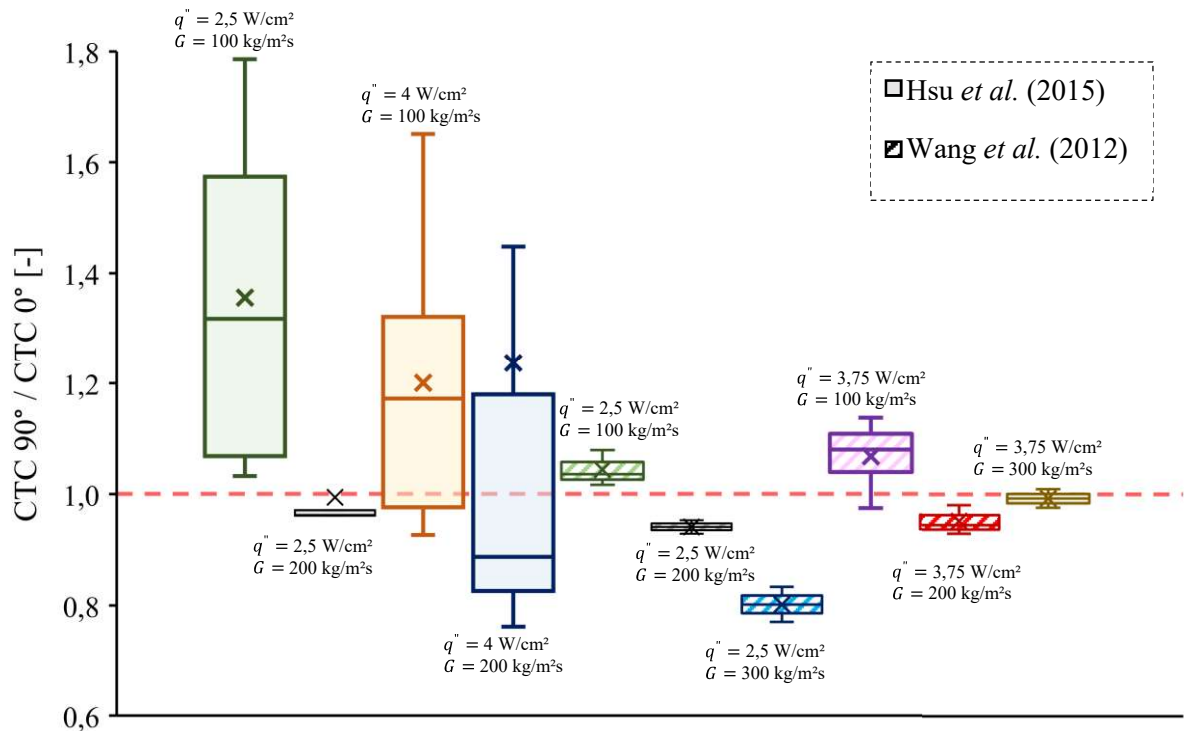 q" = 2,5 W/cm²
G = 100 kg/m²s
1,8
q" = 4 W/cm²
G = 100 kg/m²s
Hsu et al. (2015)
Wang et al. (2012)
1,6
1,4
CTC 90° / CTC 0° [-]
1,2
q" = 3,75 W/cm²
G = 100 kg/m²s
q" = 2,5 W/cm²
G = 100 kg/m²s
q" = 3,75 W/cm²
G = 300 kg/m²s
1,0
q" = 2,5 W/cm²
G = 200 kg/m²s
q" = 2,5 W/cm²
G = 200 kg/m²s
q" = 3,75 W/cm²
G = 200 kg/m²s
0,8
q" = 4 W/cm²
G = 200 kg/m²s
q" = 2,5 W/cm²
G = 300 kg/m²s
0,6